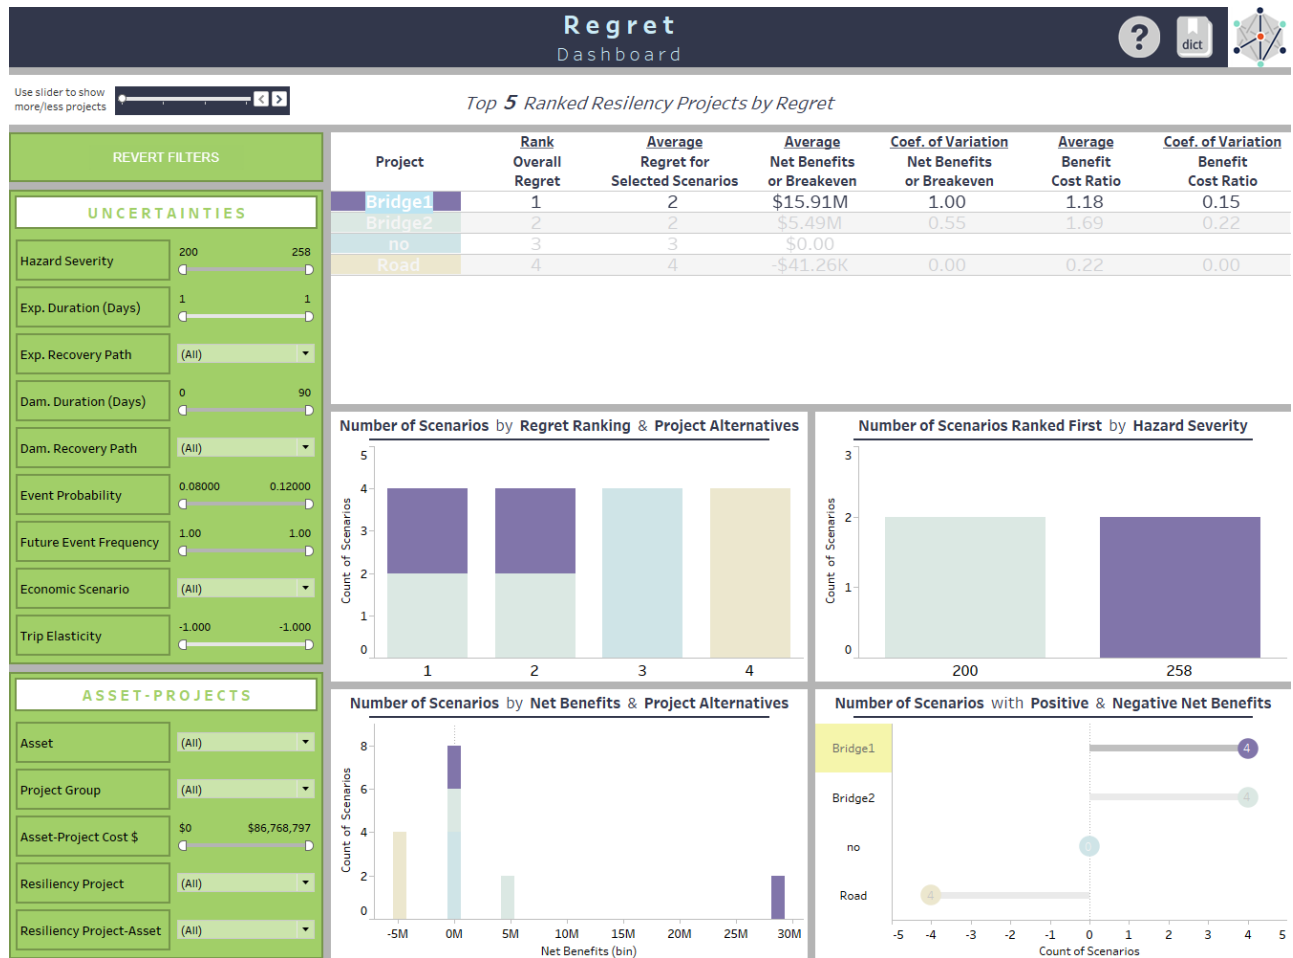 Regret
Dashboard
?
dict
Use slider to show
more/less projects
Top 5 Ranked Resilency Projects by Regret
REVERT FILTERS
UNCERTAINTIES
Hazard Severity
200 258
Exp. Duration (Days)
1 1
Exp. Recovery Path
(All)
Dam. Duration (Days)
0 90
Dam. Recovery Path
(All)
Event Probability
0.08000 0.12000
Future Event Frequency
1.00 1.00
Economic Scenario
(All)
Trip Elasticity
-1.000 -1.000
ASSET-PROJECTS
Asset
(All)
Project Group
(All)
Asset-Project Cost $
$0 $86,768,797
Resiliency Project
(All)
Resiliency Project-Asset
(All)
Rank Average Average Coef. of Variation Average Coef. of Variation
Project Overall Regret for Net Benefits Net Benefits Benefit Benefit
Regret Selected Scenarios or Breakeven or Breakeven Cost Ratio Cost Ratio
Bridge1 1 2 $15.91M 1.00 1.18 0.15
Bridge2 2 2 $5.49M 0.55 1.69 0.22
no 3 3 $0.00
Road 4 4 -$41.26K 0.00 0.22 0.00
Number of Scenarios by Regret Ranking & Project Alternatives
Count of Scenarios
5
4
3
2
1
0
1 2 3 4
Number of Scenarios Ranked First by Hazard Severity
Count of Scenarios
3
2
1
0
200 258
Number of Scenarios by Net Benefits & Project Alternatives
Count of Scenarios
8
6
4
2
0
-5M 0M 5M 10M 15M 20M 25M 30M
Net Benefits (bin)
Number of Scenarios with Positive & Negative Net Benefits
Bridge1 4
Bridge2 4
no 0
Road 4
-5 -4 -3 -2 -1 0 1 2 3 4 5
Count of Scenarios